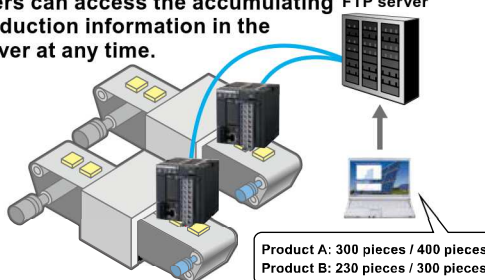 ers can access the accumulating
duction information in the
ver at any time.
FTP server
Product A: 300 pieces / 400 pieces
Product B: 230 pieces / 300 pieces